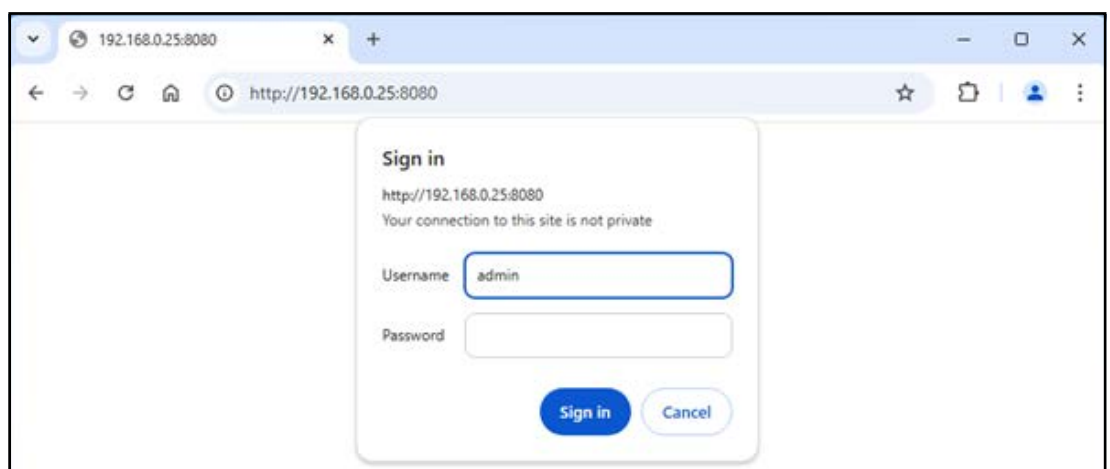 192.168.0.25:8080
http://192.168.0.25:8080
Sign in
http://192.168.0.25:8080
Your connection to this site is not private
Username admin
Password
Sign in Cancel